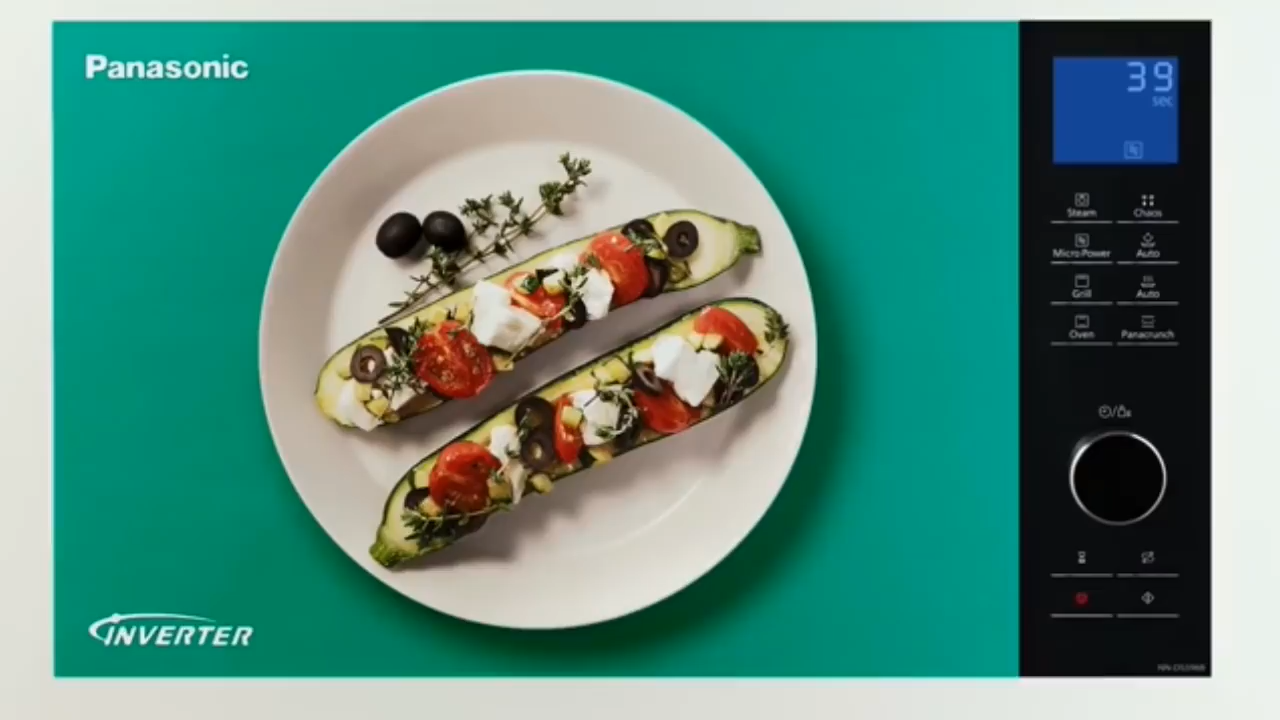 Panasonic
39
sec
Steam
Chaos
Micro Power
Auto
Grill
Auto
Oven
Panacrunch
INVERTER